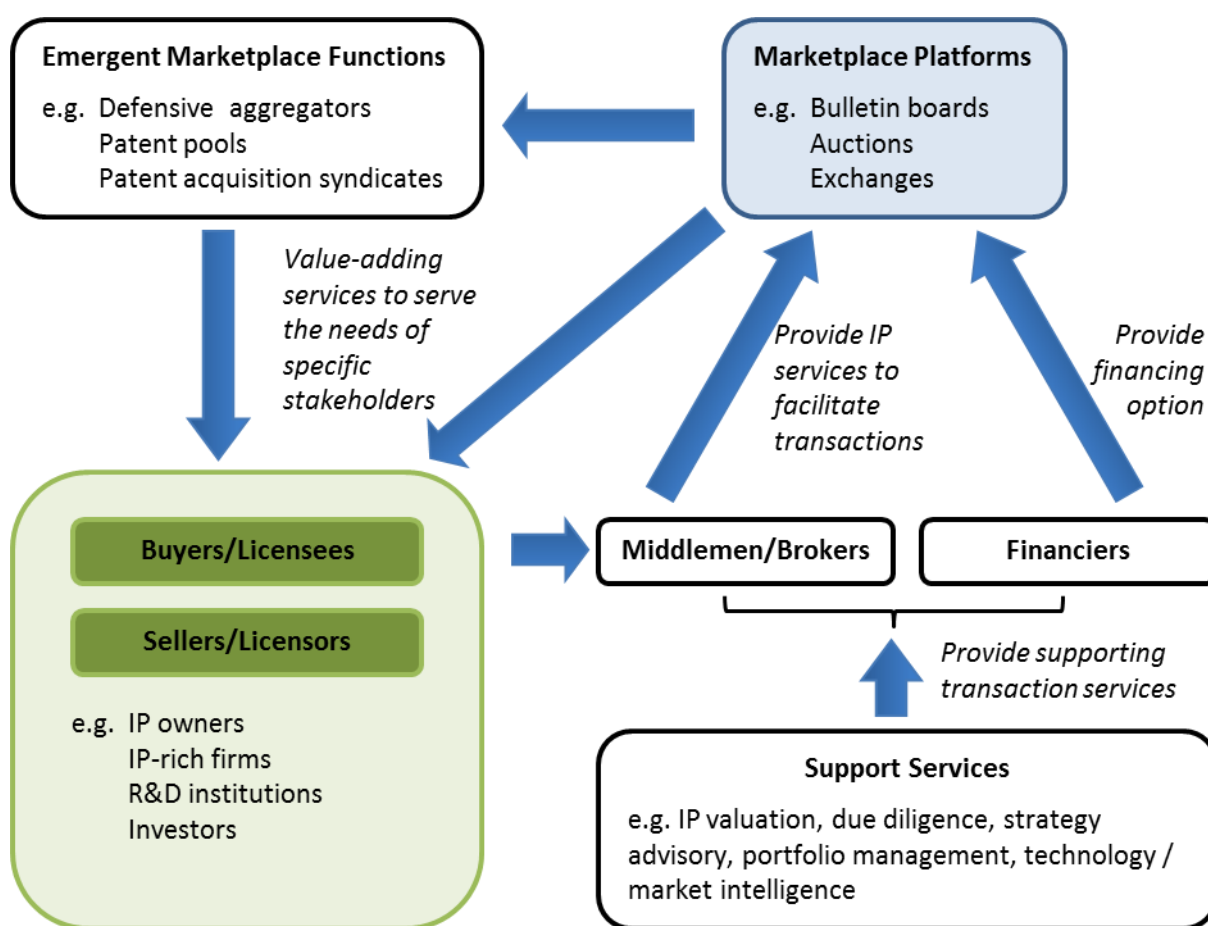 Emergent Marketplace Functions
e.g. Defensive aggregators
Patent pools
Patent acquisition syndicates
Marketplace Platforms
e.g. Bulletin boards
Auctions
Exchanges
Value-adding
services to serve
the needs of
specific
stakeholders
Provide IP
services to
facilitate
transactions
Provide
financing
option
Buyers/Licensees
Sellers/Licensors
e.g. IP owners
IP-rich firms
R&D institutions
Investors
Middlemen/Brokers
Financiers
Provide supporting
transaction services
Support Services
e.g. IP valuation, due diligence, strategy
advisory, portfolio management, technology /
market intelligence